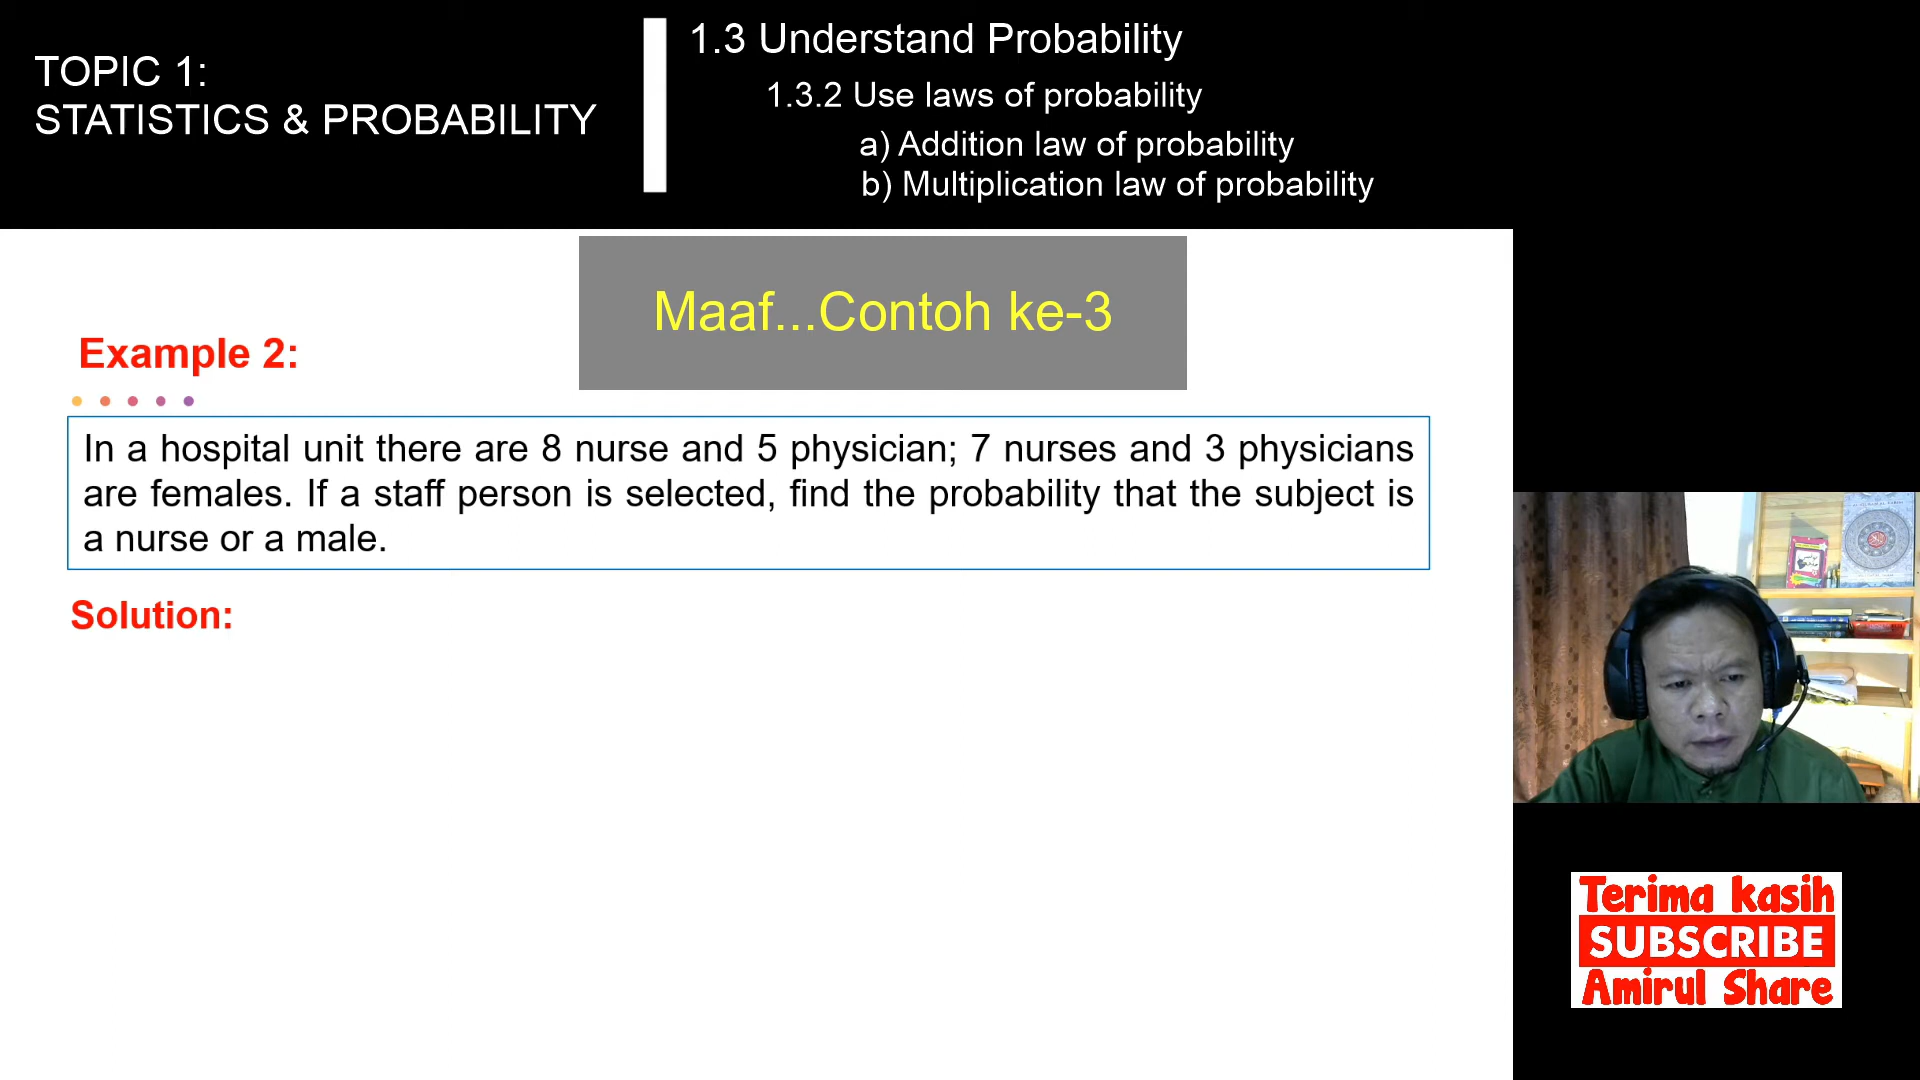 TOPIC 1:
STATISTICS & PROBABILITY
1.3 Understand Probability
1.3.2 Use laws of probability
a) Addition law of probability
b) Multiplication law of probability
Maaf...Contoh ke-3
Example 2:
In a hospital unit there are 8 nurse and 5 physician; 7 nurses and 3 physicians
are females. If a staff person is selected, find the probability that the subject is
a nurse or a male.
Solution:
Terima kasih
SUBSCRIBE
Amirul Share